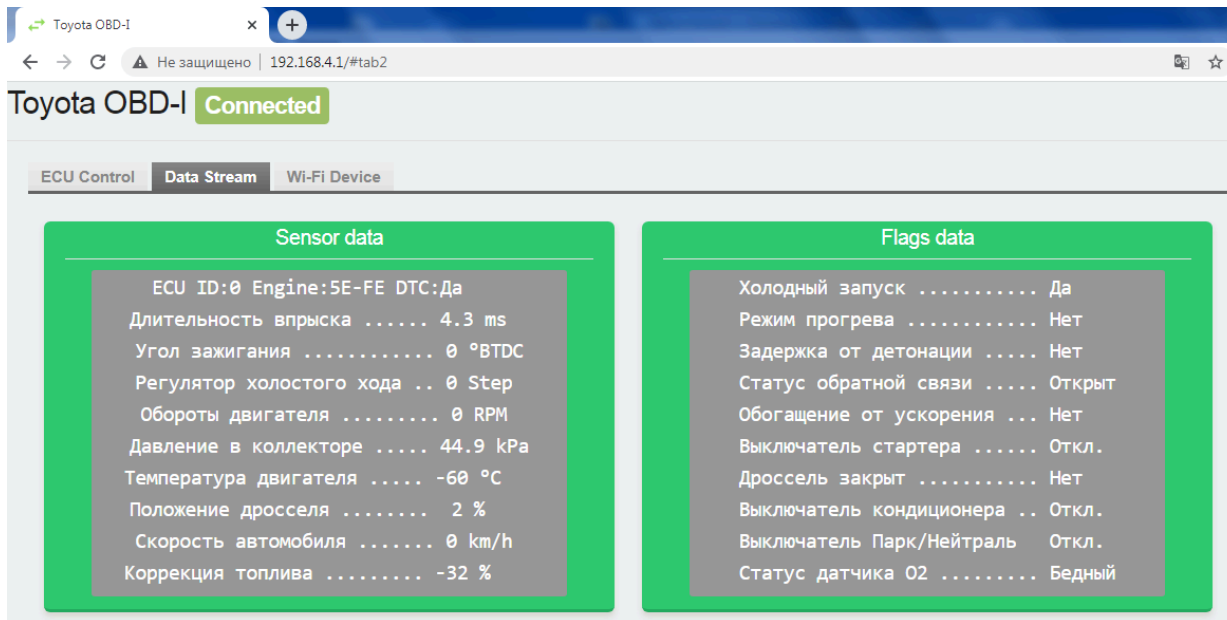 Toyota OBD-I
Не защищено | 192.168.4.1/#tab2
Toyota OBD-I Connected
ECU Control Data Stream Wi-Fi Device
Sensor data
ECU ID:0 Engine:5E-FE DTC:Да
Длительность впрыска ...... 4.3 ms
Угол зажигания ............ 0 °BTDC
Регулятор холостого хода .. 0 Step
Обороты двигателя ......... 0 RPM
Давление в коллекторе ..... 44.9 kPa
Температура двигателя ..... -60 °C
Положение дросселя ........ 2 %
Скорость автомобиля ....... 0 km/h
Коррекция топлива ......... -32 %
Flags data
Холодный запуск ........... Да
Режим прогрева ............ Нет
Задержка от детонации ..... Нет
Статус обратной связи ..... Открыт
Обогащение от ускорения ... Нет
Выключатель стартера ...... Откл.
Дроссель закрыт ........... Нет
Выключатель кондиционера .. Откл.
Выключатель Парк/Нейтраль Откл.
Статус датчика O2 ......... Бедный